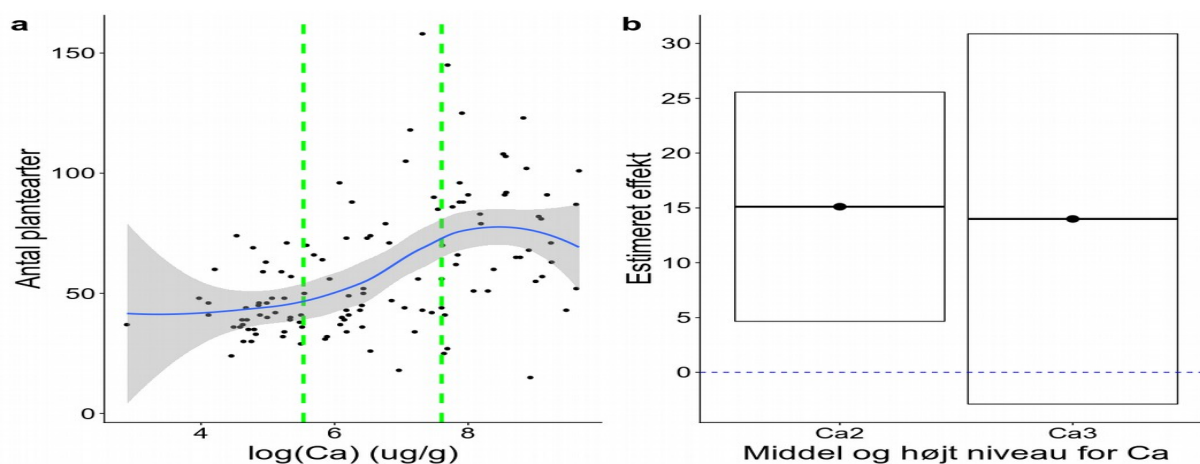 a
150
100
50
0
Antal plantearter
4
6
8
log(Ca) (ug/g)
b
30
25
20
15
10
5
0
Estimeret effekt
Ca2
Ca3
Middel og højt niveau for Ca